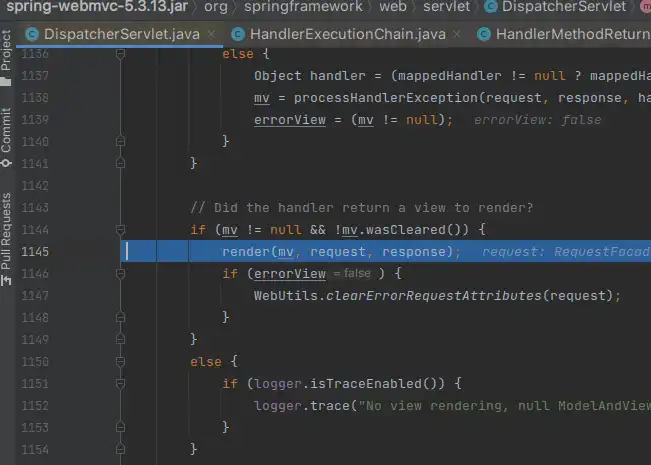 spring-webmvc-5.3.13.jar › org › springframework › web › servlet › DispatcherServlet › m
DispatcherServlet.java × HandlerExecutionChain.java × HandlerMethodReturn
Project
Commit
Pull Requests
1136 else {
1137 Object handler = (mappedHandler != null ? mappedHa
1138 mv = processHandlerException(request, response, ha
1139 errorView = (mv != null); errorView: false
1140 }
1141 }
1142
1143 // Did the handler return a view to render?
1144 if (mv != null && !mv.wasCleared()) {
1145 render(mv, request, response); request: RequestFacad
1146 if (errorView = false ) {
1147 WebUtils.clearErrorRequestAttributes(request);
1148 }
1149 }
1150 else {
1151 if (logger.isTraceEnabled()) {
1152 logger.trace("No view rendering, null ModelAndView
1153 }
1154 }